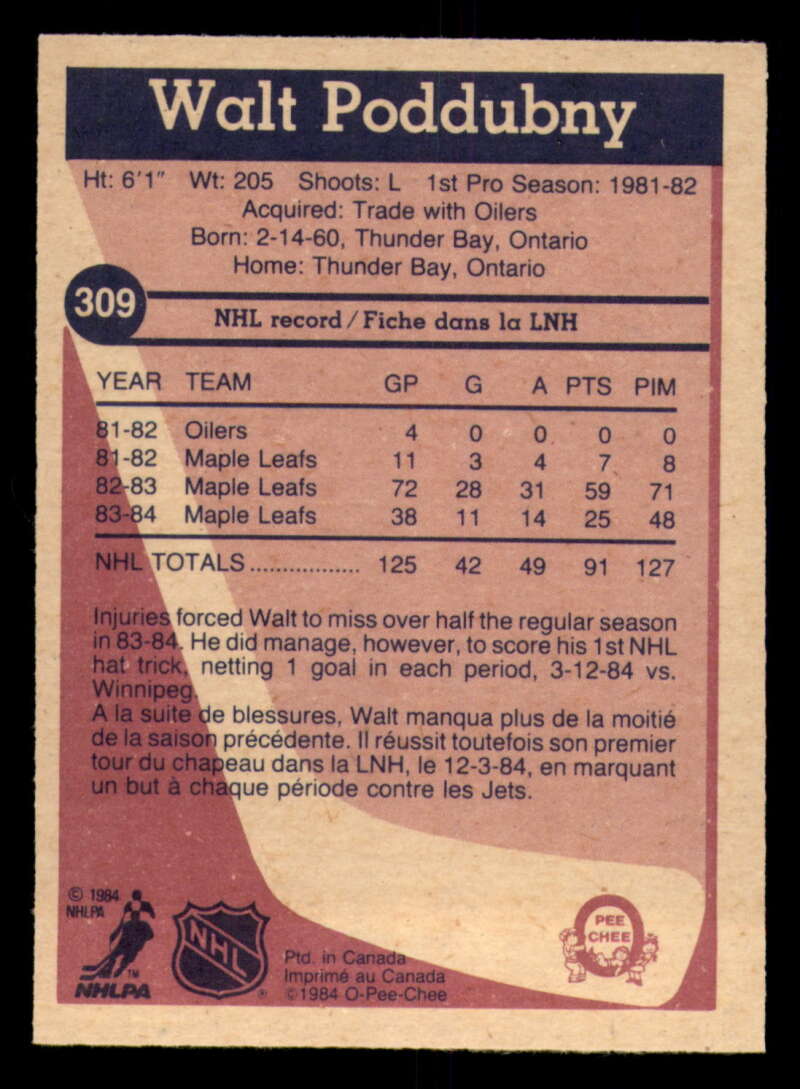 Walt Poddubny
Ht: 6'1" Wt: 205 Shoots: L 1st Pro Season: 1981-82
Acquired: Trade with Oilers
Born: 2-14-60, Thunder Bay, Ontario
Home: Thunder Bay, Ontario
309
NHL record/Fiche dans la LNH
YEAR TEAM GP G A PTS PIM
81-82 Oilers 4 0 0 0 0
81-82 Maple Leafs 11 3 4 7 8
82-83 Maple Leafs 72 28 31 59 71
83-84 Maple Leafs 38 11 14 25 48
NHL TOTALS................. 125 42 49 91 127
Injuries forced Walt to miss over half the regular season
in 83-84. He did manage, however, to score his 1st NHL
hat trick, netting 1 goal in each period, 3-12-84 vs.
Winnipeg.
A la suite de blessures, Walt manqua plus de la moitié
de la saison précédente. Il réussit toutefois son premier
tour du chapeau dans la LNH, le 12-3-84, en marquant
un but à chaque période contre les Jets.
© 1984
NHLPA
TM
NHLPA
NHL
®
Ptd. in Canada
Imprimé au Canada
©1984 O-Pee-Chee
PEE
CHEE